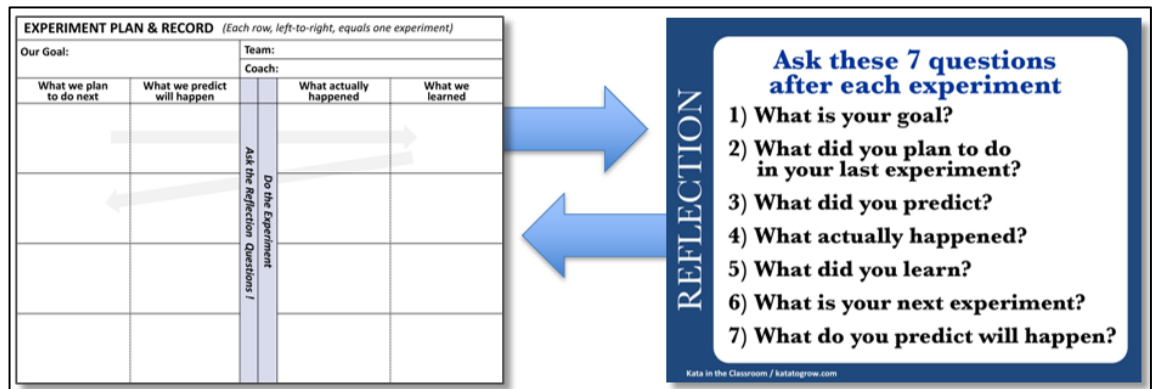 EXPERIMENT PLAN & RECORD (Each row, left-to-right, equals one experiment)
Our Goal:
Team:
Coach:
What we plan
to do next
What we predict
will happen
What actually
happened
What we
learned
Ask the Reflection Questions !
Do the Experiment
REFLECTION
Ask these 7 questions
after each experiment
1) What is your goal?
2) What did you plan to do
in your last experiment?
3) What did you predict?
4) What actually happened?
5) What did you learn?
6) What is your next experiment?
7) What do you predict will happen?
Kata in the Classroom / katatogrow.com